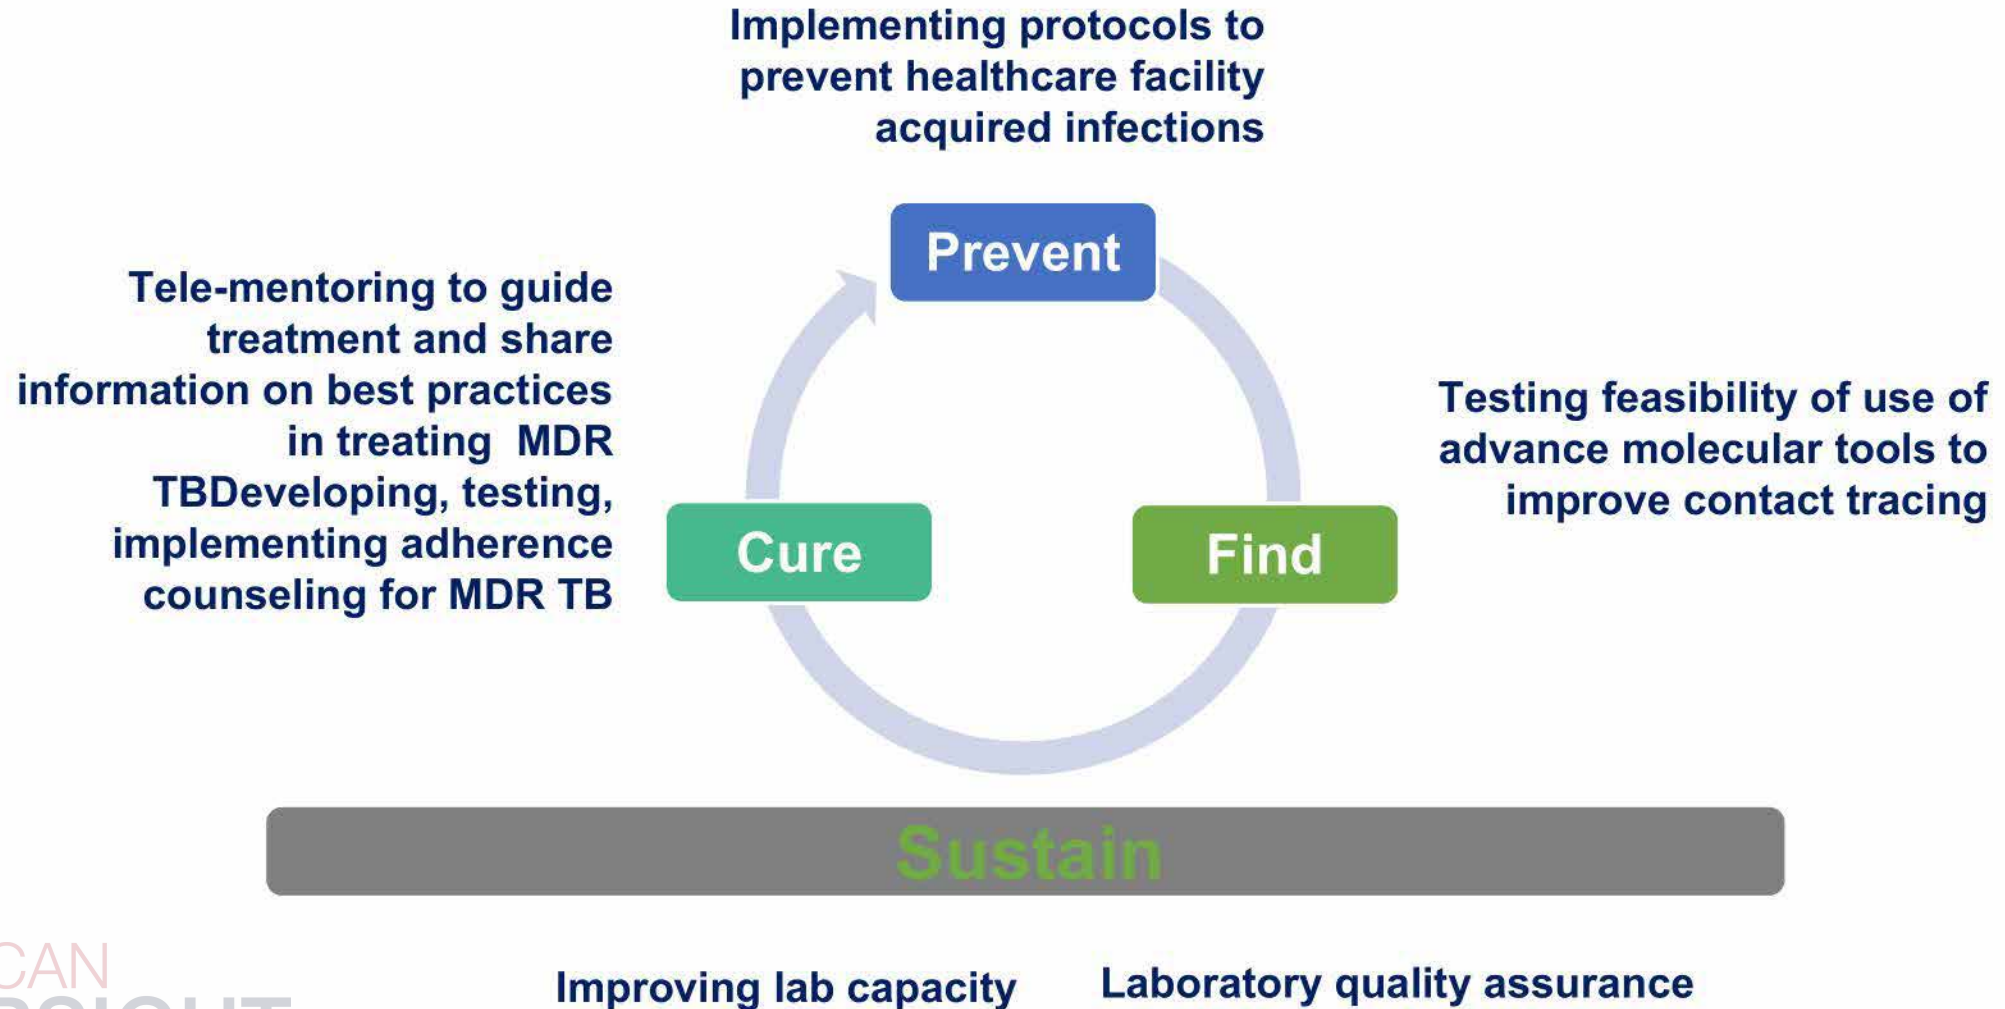 Implementing protocols to
prevent healthcare facility
acquired infections
Prevent
Tele-mentoring to guide
treatment and share
information on best practices
in treating  MDR
TBDeveloping, testing,
implementing adherence
counseling for MDR TB
Testing feasibility of use of
advance molecular tools to
improve contact tracing
Cure
Find
Sustain
CAN
Improving lab capacity
Laboratory quality assurance